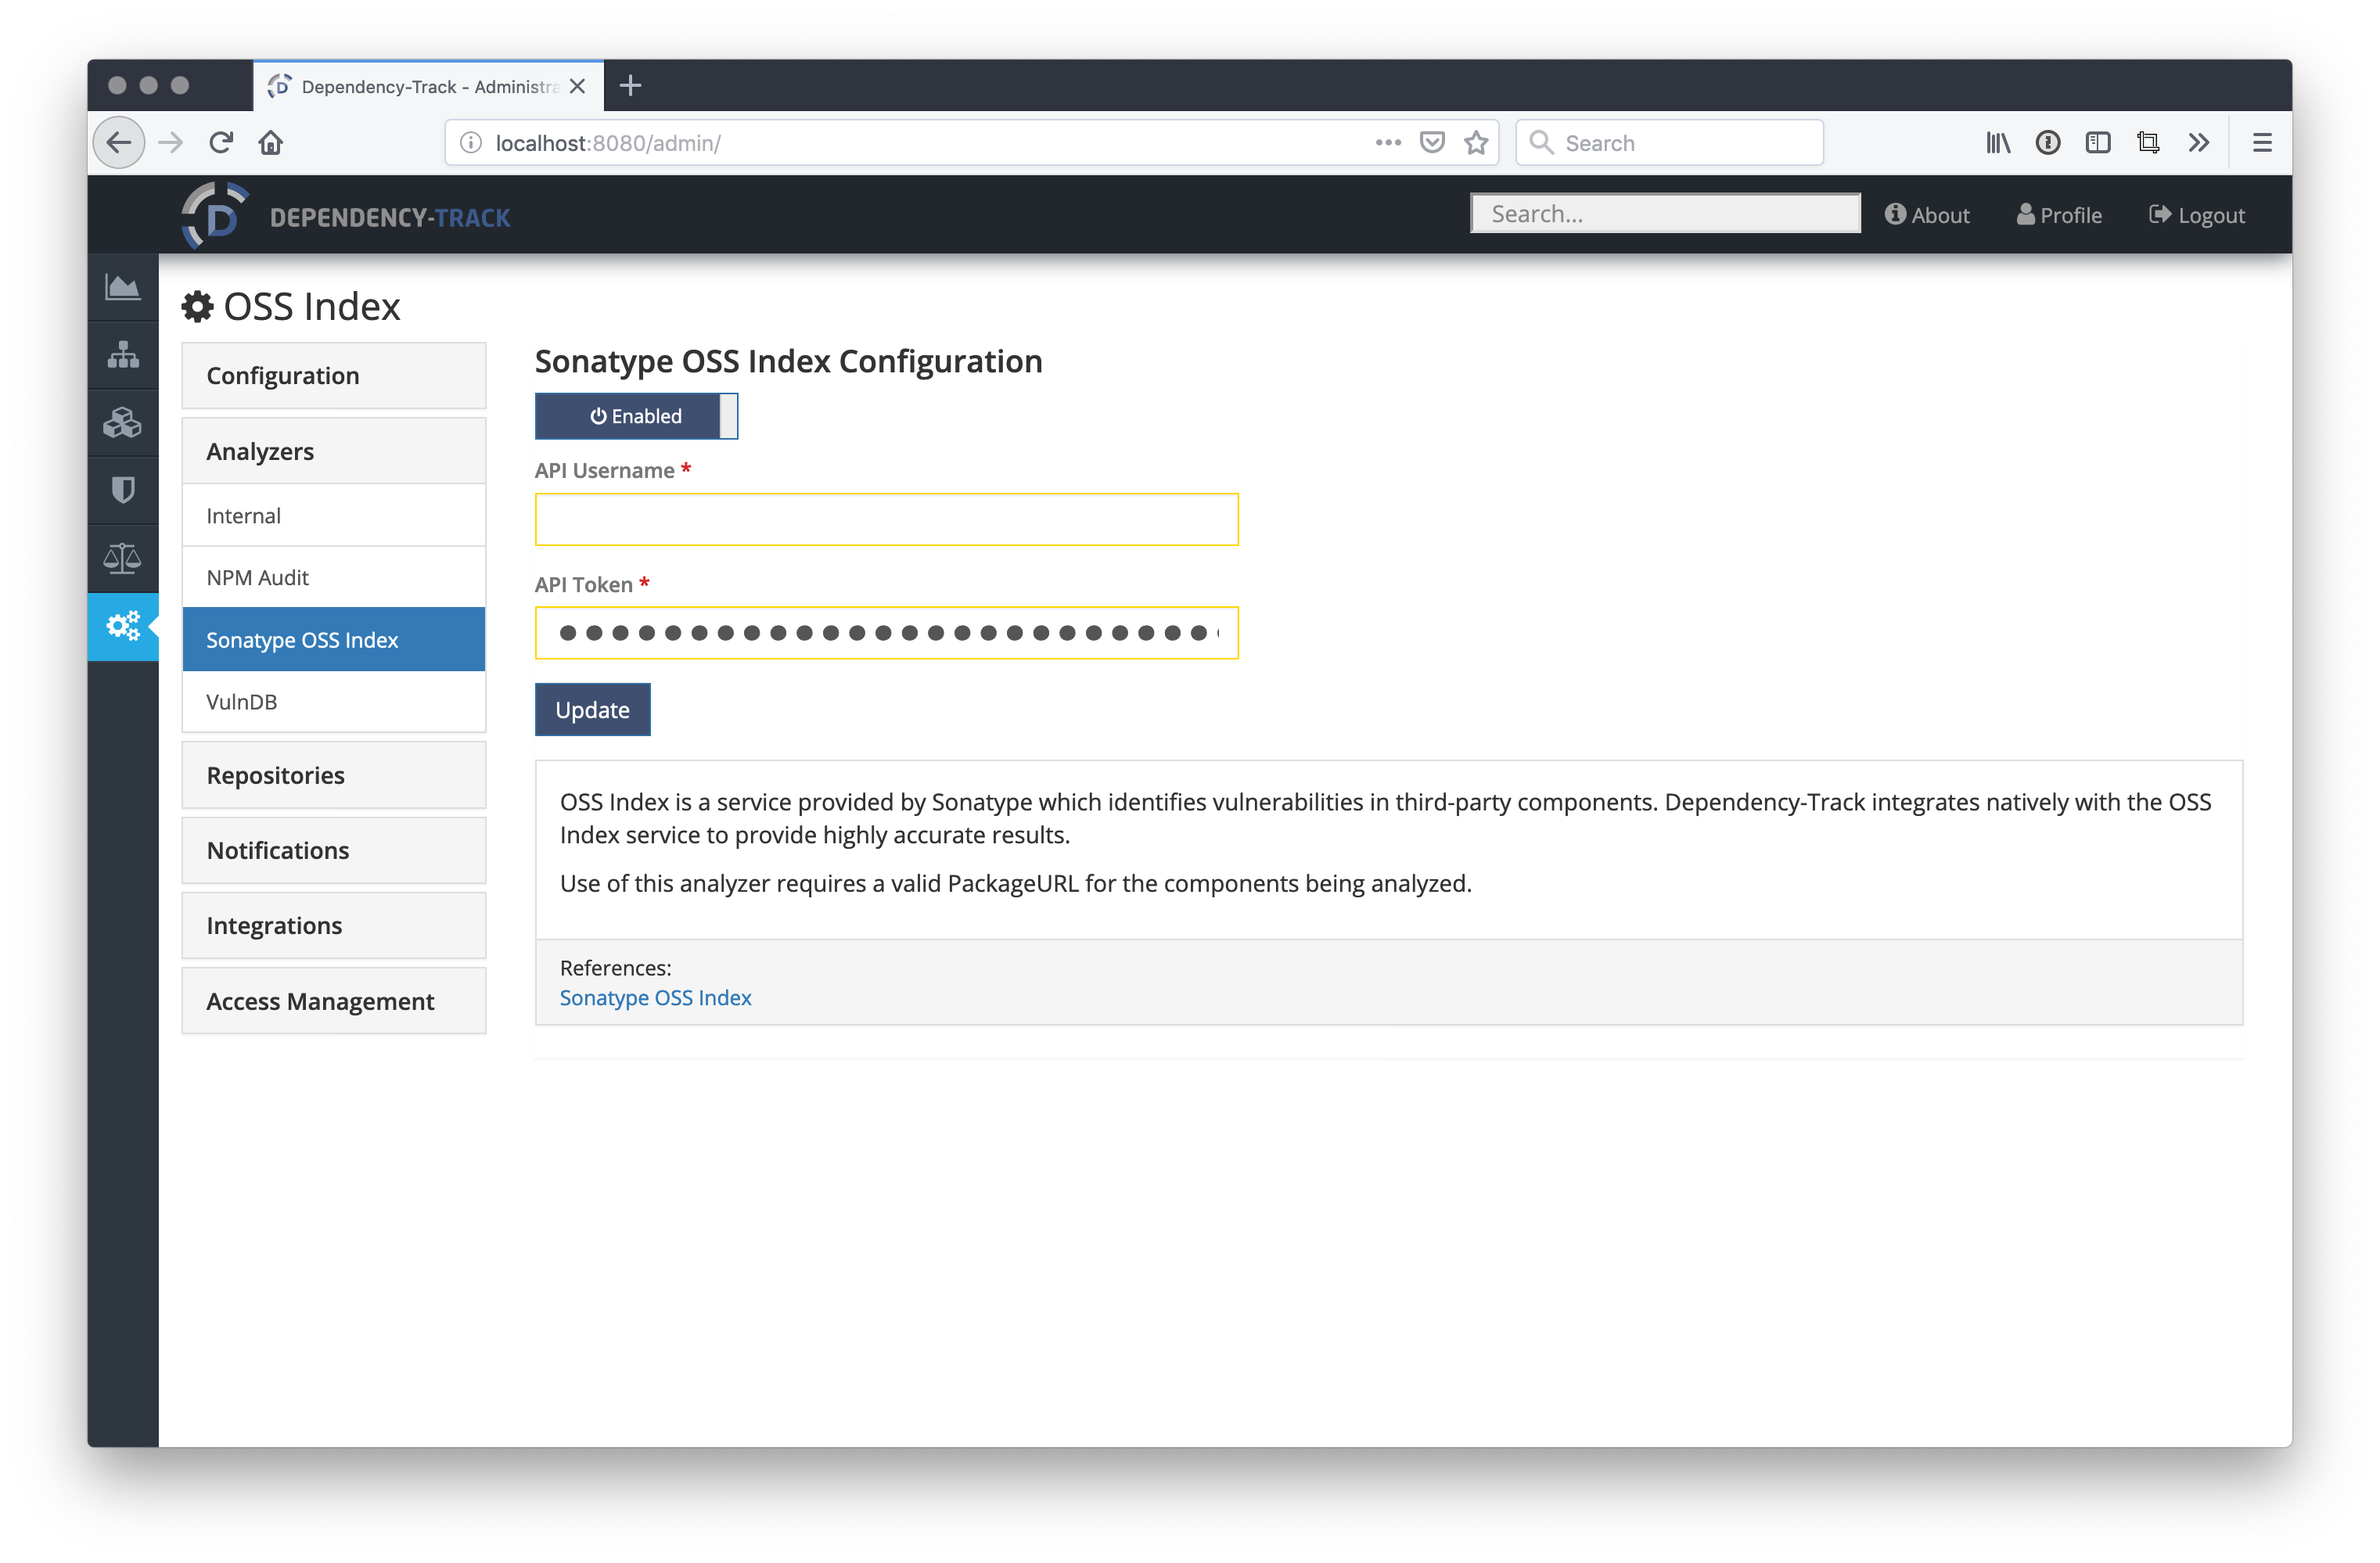 Dependency-Track - Administra
localhost:8080/admin/
Search
DEPENDENCY-TRACK
Search...
About
Profile
Logout
OSS Index
Configuration
Analyzers
Internal
NPM Audit
Sonatype OSS Index
VulnDB
Repositories
Notifications
Integrations
Access Management
Sonatype OSS Index Configuration
Enabled
API Username *
API Token *
Update
OSS Index is a service provided by Sonatype which identifies vulnerabilities in third-party components. Dependency-Track integrates natively with the OSS
Index service to provide highly accurate results.
Use of this analyzer requires a valid PackageURL for the components being analyzed.
References:
Sonatype OSS Index